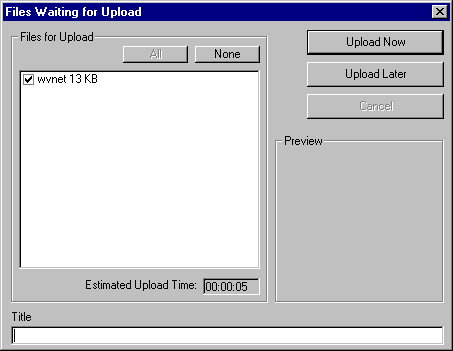 Files Waiting for Upload
Files for Upload
All
None
wvnet 13 KB
Estimated Upload Time: 00:00:05
Upload Now
Upload Later
Cancel
Preview
Title